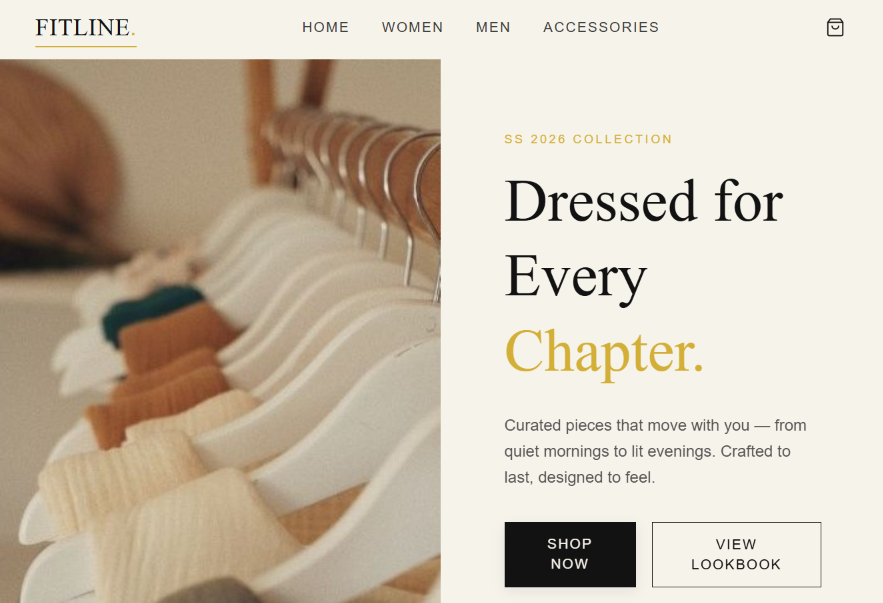 FITLINE.
HOME WOMEN MEN ACCESSORIES
SS 2026 COLLECTION
Dressed for
Every
Chapter.
Curated pieces that move with you — from
quiet mornings to lit evenings. Crafted to
last, designed to feel.
SHOP
NOW
VIEW
LOOKBOOK